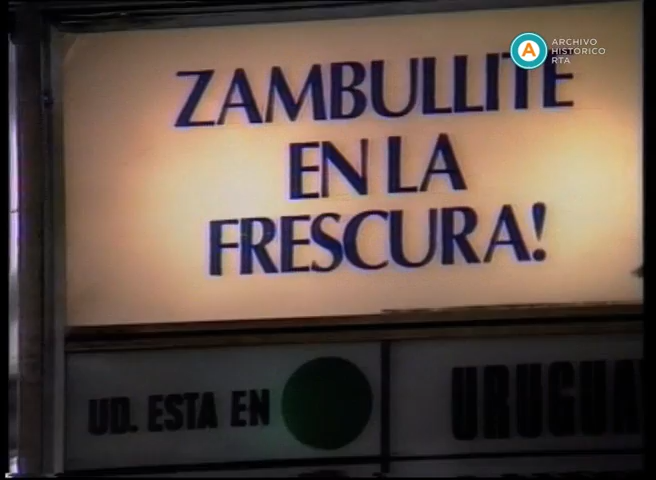 ARCHIVO
HISTORICO
RTA
ZAMBULLITE
EN LA
FRESCURA!
UD. ESTA EN